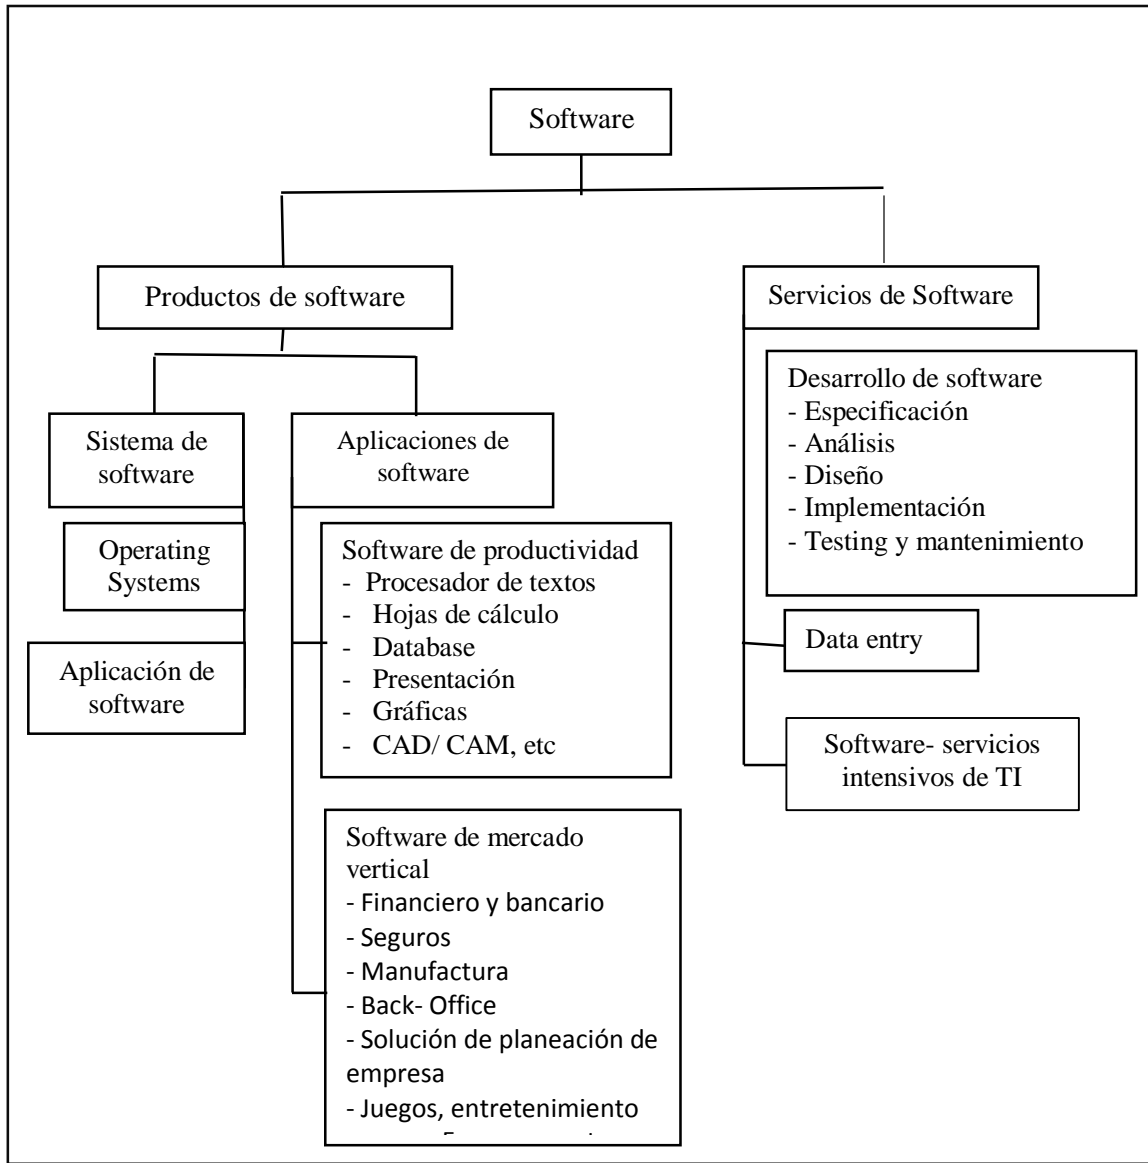 Software
Productos de software
Servicios de Software
Sistema de
software
Operating
Systems
Aplicación de
software
Aplicaciones de
software
Software de productividad
- Procesador de textos
- Hojas de cálculo
- Database
- Presentación
- Gráficas
- CAD/ CAM, etc
Software de mercado
vertical
- Financiero y bancario
- Seguros
- Manufactura
- Back- Office
- Solución de planeación de
empresa
- Juegos, entretenimiento
Desarrollo de software
- Especificación
- Análisis
- Diseño
- Implementación
- Testing y mantenimiento
Data entry
Software- servicios
intensivos de TI